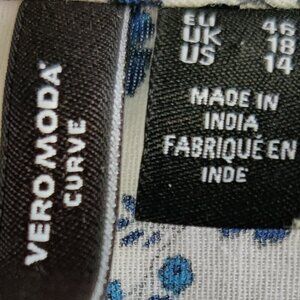 VERO MODA
CURVE
EU 46
UK 18
US 14
MADE IN
INDIA
FABRIQUÉ EN
INDE